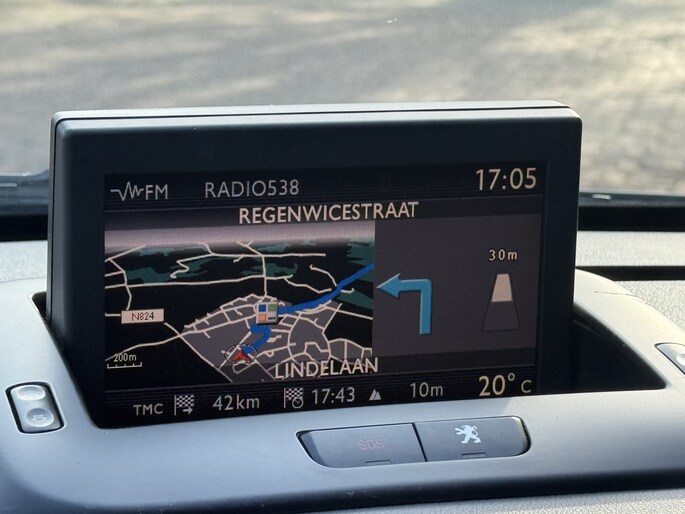 FM RADIO538 17:05
REGENWICESTRAAT
30m
N824
200m
LINDELAAN
TMC 42km 17:43 10m 20°C
SOS